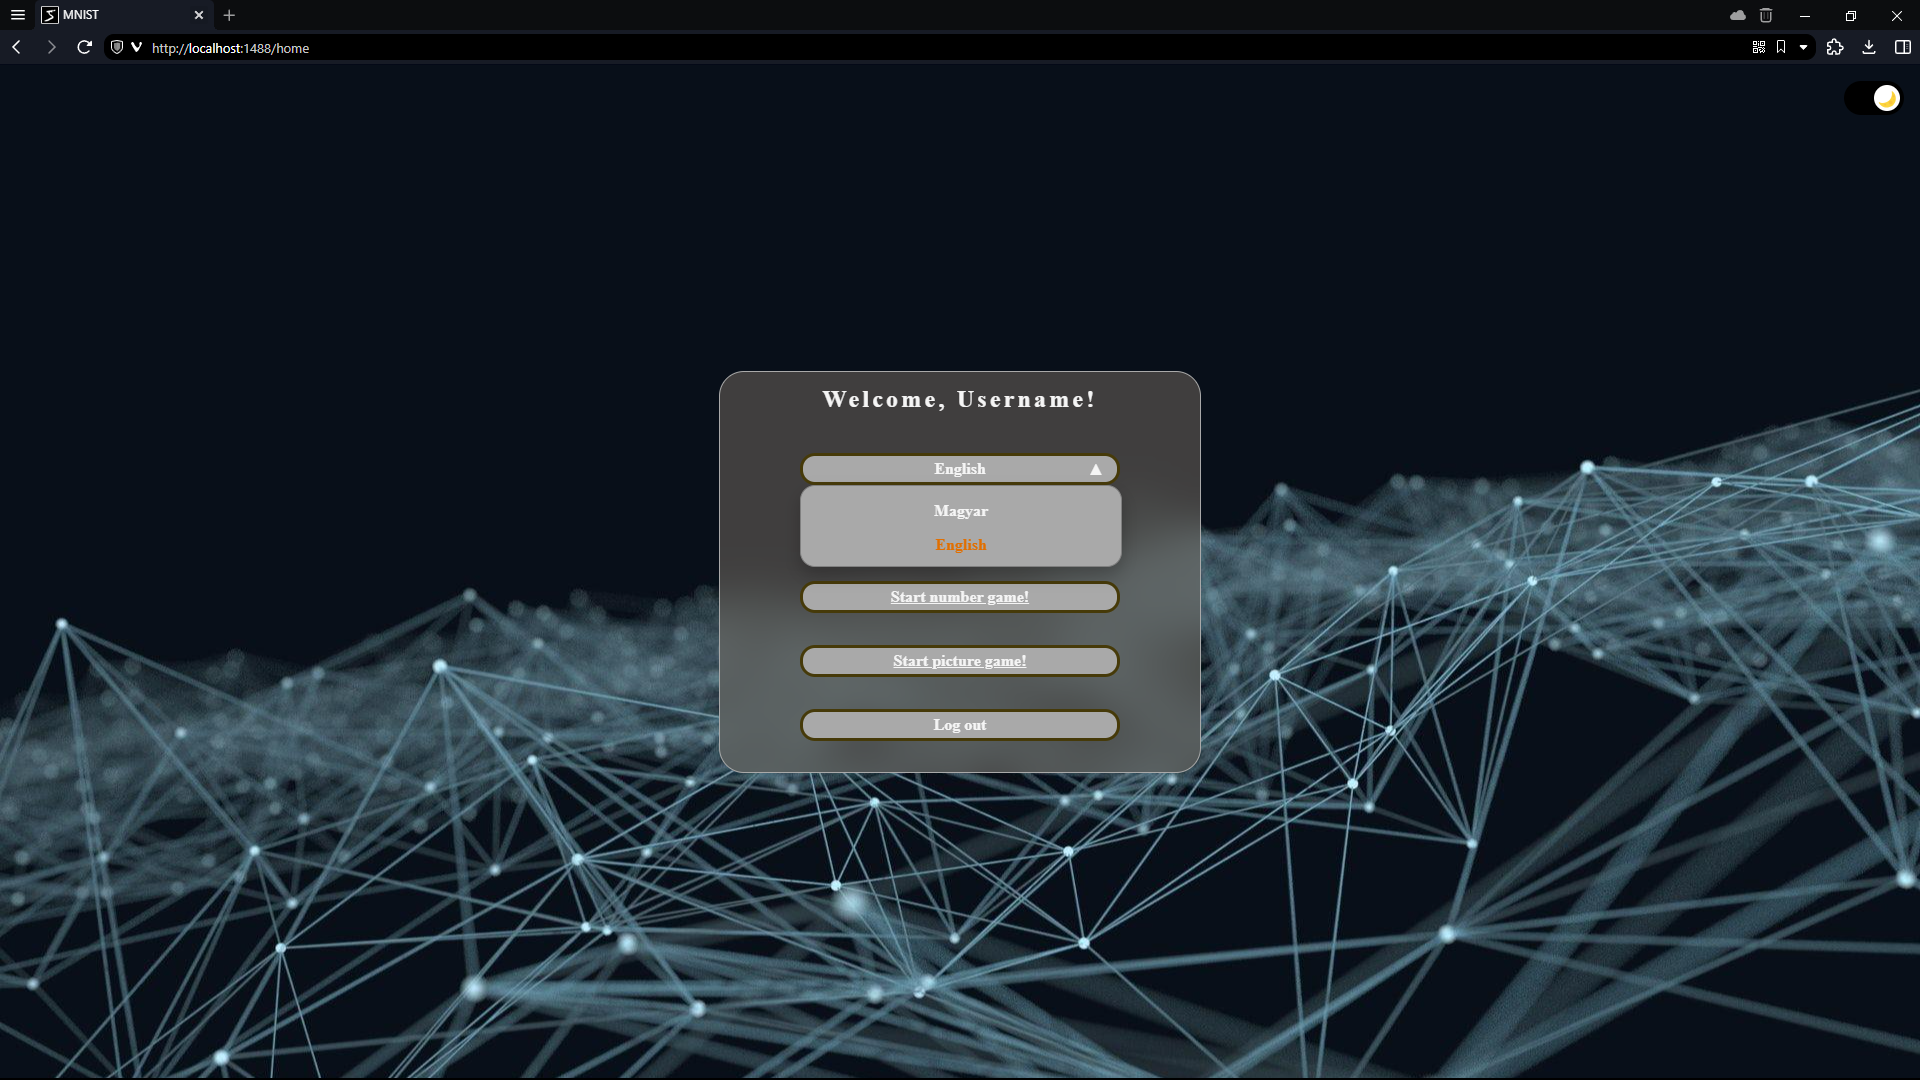 MNIST
http://localhost:1488/home
Welcome, Username!
English ▲
Magyar
English
Start number game!
Start picture game!
Log out